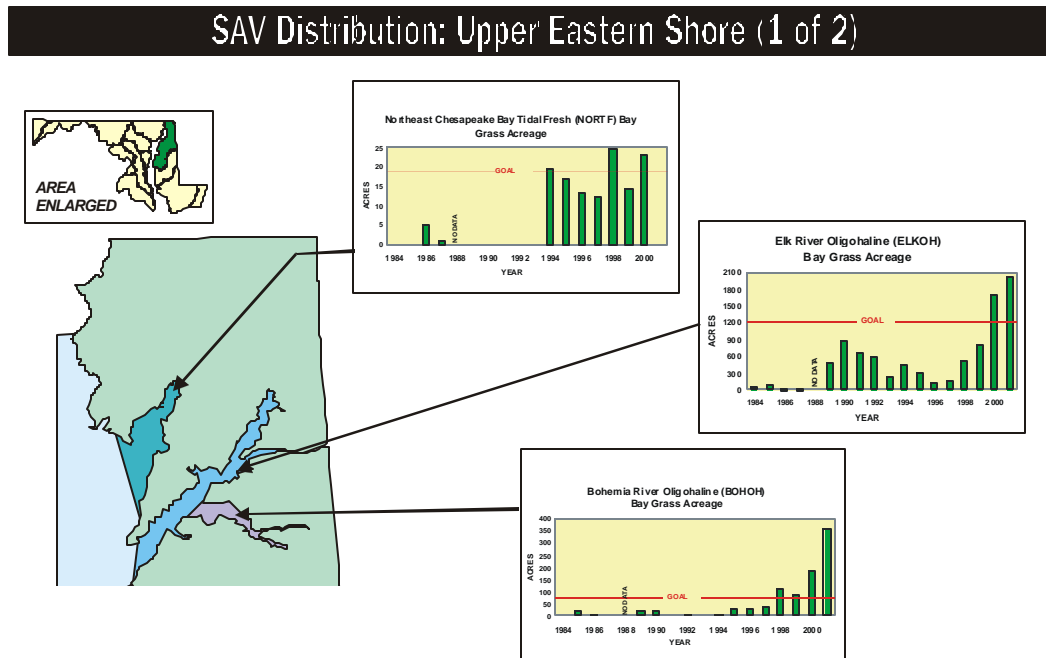 SAV Distribution: Upper Eastern Shore (1 of 2)
AREA
ENLARGED
Northeast Chesapeake Bay Tidal Fresh (NORTF) Bay
Grass Acreage
25
20
15
10
5
0
ACRES
GOAL
NO DATA
1984 1986 1988 1990 1992 1994 1996 1998 2000
YEAR
Elk River Oligohaline (ELKOH)
Bay Grass Acreage
2100
1800
1500
1200
900
600
300
0
ACRES
GOAL
NO DATA
1984 1986 1988 1990 1992 1994 1996 1998 2000
YEAR
Bohemia River Oligohaline (BOHOH)
Bay Grass Acreage
400
350
300
250
200
150
100
50
0
ACRES
GOAL
NO DATA
1984 1986 1988 1990 1992 1994 1996 1998 2000
YEAR